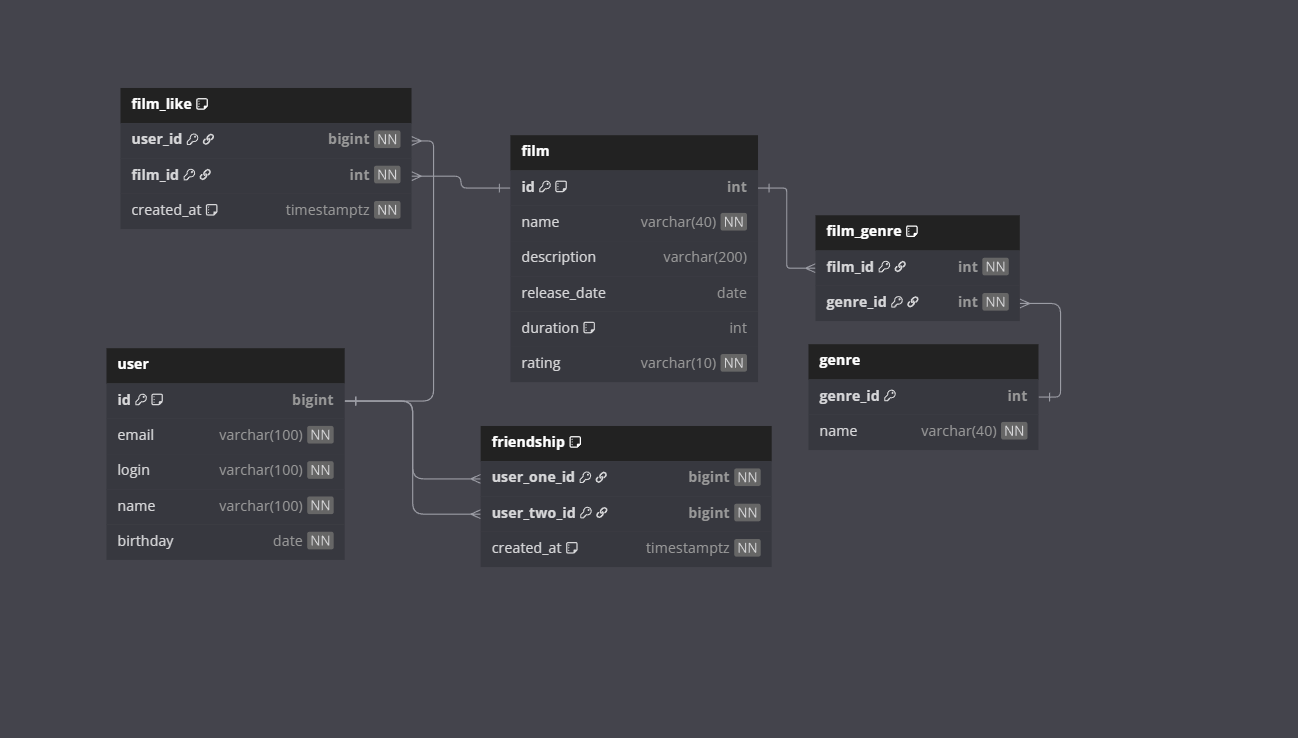 film_like
user_id bigint NN
film_id int NN
created_at timestamptz NN
film
id int
name varchar(40) NN
description varchar(200)
release_date date
duration int
rating varchar(10) NN
film_genre
film_id int NN
genre_id int NN
genre
genre_id int
name varchar(40) NN
user
id bigint
email varchar(100) NN
login varchar(100) NN
name varchar(100) NN
birthday date NN
friendship
user_one_id bigint NN
user_two_id bigint NN
created_at timestamptz NN